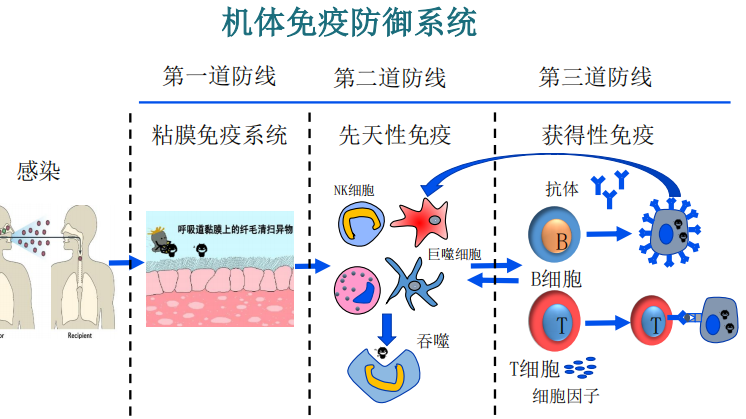 机体免疫防御系统
第一道防线
第二道防线
第三道防线
粘膜免疫系统
先天性免疫
获得性免疫
感染
NK细胞
抗体
呼吸道黏膜上的纤毛清扫异物
B
巨噬细胞
B细胞
T
T
吞噬
Recipient
T细胞
细胞因子